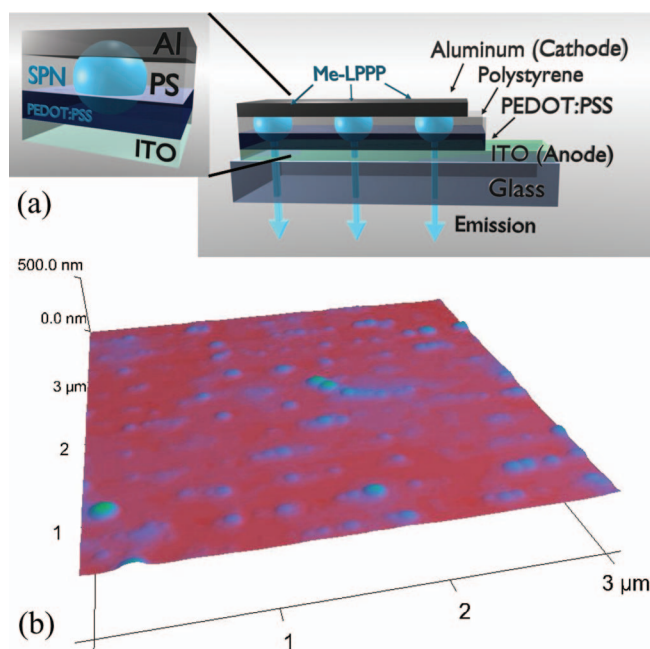 Al
SPN
PS
PEDOT:PSS
ITO
(a)
Me-LPPP
Aluminum (Cathode)
Polystyrene
PEDOT:PSS
ITO (Anode)
Glass
Emission
500.0 nm
0.0 nm
3 μm
2
1
1
2
3 μm
(b)